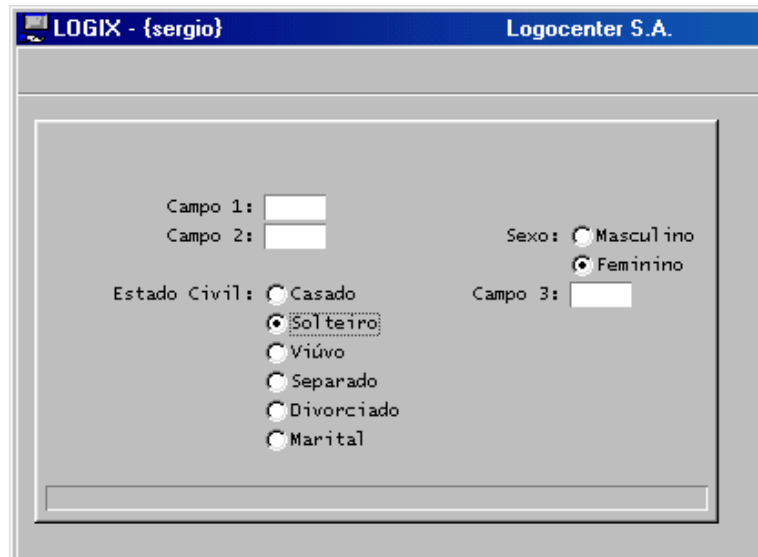 LOGIX - {sergio} Logocenter S.A.
Campo 1:
Campo 2: Sexo: Masculino
Feminino
Estado Civil: Casado Campo 3:
Solteiro
Viúvo
Separado
Divorciado
Marital